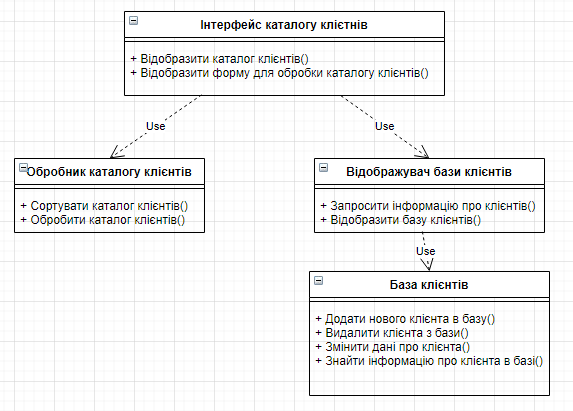 Інтерфейс каталогу клієтнів
+ Відобразити каталог клієнтів()
+ Відобразити форму для обробки каталогу клієнтів()
Use
Use
Обробник каталогу клієнтів
+ Сортувати каталог клієнтів()
+ Обробити каталог клієнтів()
Відображувач бази клієнтів
+ Запросити інформацію про клієнтів()
+ Відобразити базу клієнтів()
Use
База клієнтів
+ Додати нового клієнта в базу()
+ Видалити клієнта з бази()
+ Змінити дані про клієнта()
+ Знайти інформацію про клієнта в базі()